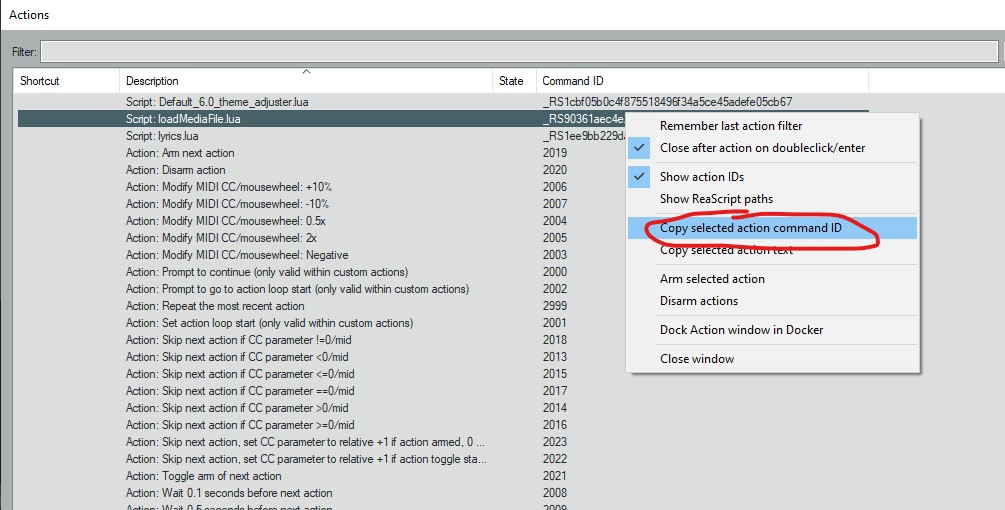 Actions
Filter:
Shortcut Description State Command ID
Script: Default_6.0_theme_adjuster.lua _RS1cbf05b0c4f875518496f34a5ce45adefe05cb67
Script: loadMediaFile.lua _RS90361aec4e
Script: lyrics.lua _RS1ee9bb229d
Action: Arm next action 2019
Action: Disarm action 2020
Action: Modify MIDI CC/mousewheel: +10% 2006
Action: Modify MIDI CC/mousewheel: -10% 2007
Action: Modify MIDI CC/mousewheel: 0.5x 2004
Action: Modify MIDI CC/mousewheel: 2x 2005
Action: Modify MIDI CC/mousewheel: Negative 2003
Action: Prompt to continue (only valid within custom actions) 2000
Action: Prompt to go to action loop start (only valid within custom actions) 2002
Action: Repeat the most recent action 2999
Action: Set action loop start (only valid within custom actions) 2001
Action: Skip next action if CC parameter !=0/mid 2018
Action: Skip next action if CC parameter <0/mid 2013
Action: Skip next action if CC parameter <=0/mid 2015
Action: Skip next action if CC parameter ==0/mid 2017
Action: Skip next action if CC parameter >0/mid 2014
Action: Skip next action if CC parameter >=0/mid 2016
Action: Skip next action, set CC parameter to relative +1 if action armed, 0 ... 2023
Action: Skip next action, set CC parameter to relative +1 if action toggle sta... 2022
Action: Toggle arm of next action 2021
Action: Wait 0.1 seconds before next action 2008
Action: Wait 0.5 seconds before next action 2009
Remember last action filter
Close after action on doubleclick/enter
Show action IDs
Show ReaScript paths
Copy selected action command ID
Copy selected action text
Arm selected action
Disarm actions
Dock Action window in Docker
Close window